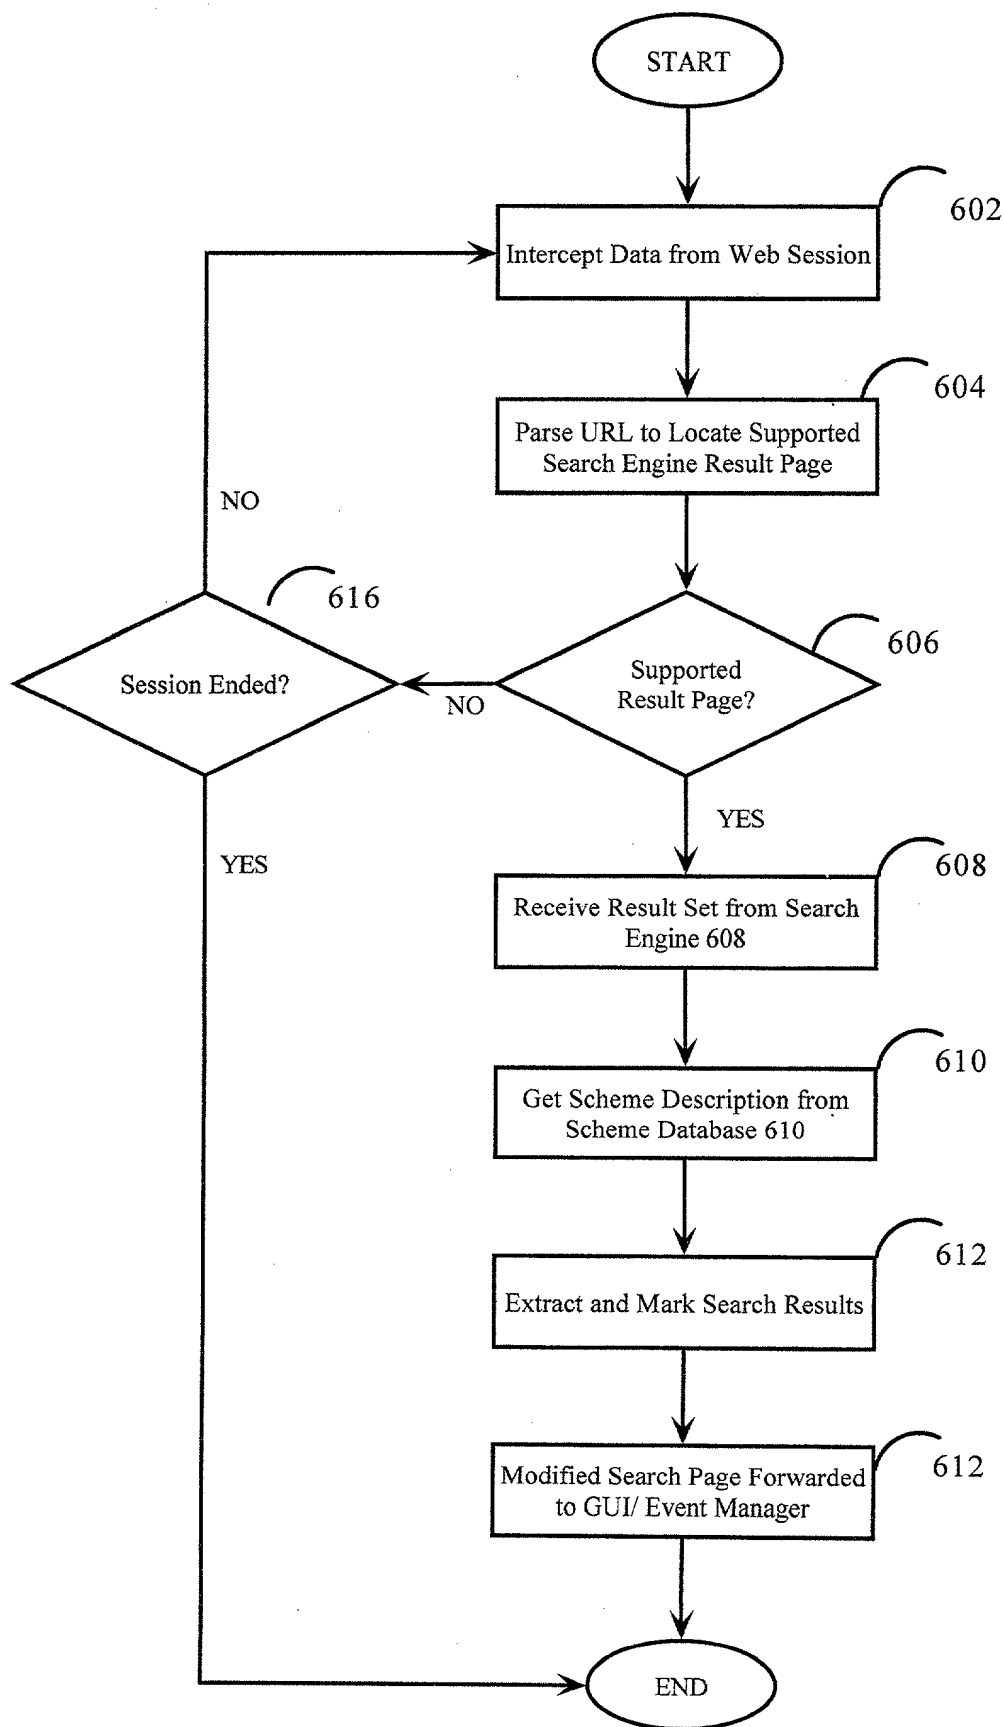 START
602
Intercept Data from Web Session
604
Parse URL to Locate Supported
Search Engine Result Page
NO
616
606
Session Ended?
Supported
Result Page?
NO
YES
YES
608
Receive Result Set from Search
Engine 608
610
Get Scheme Description from
Scheme Database 610
612
Extract and Mark Search Results
612
Modified Search Page Forwarded
to GUI/ Event Manager
END